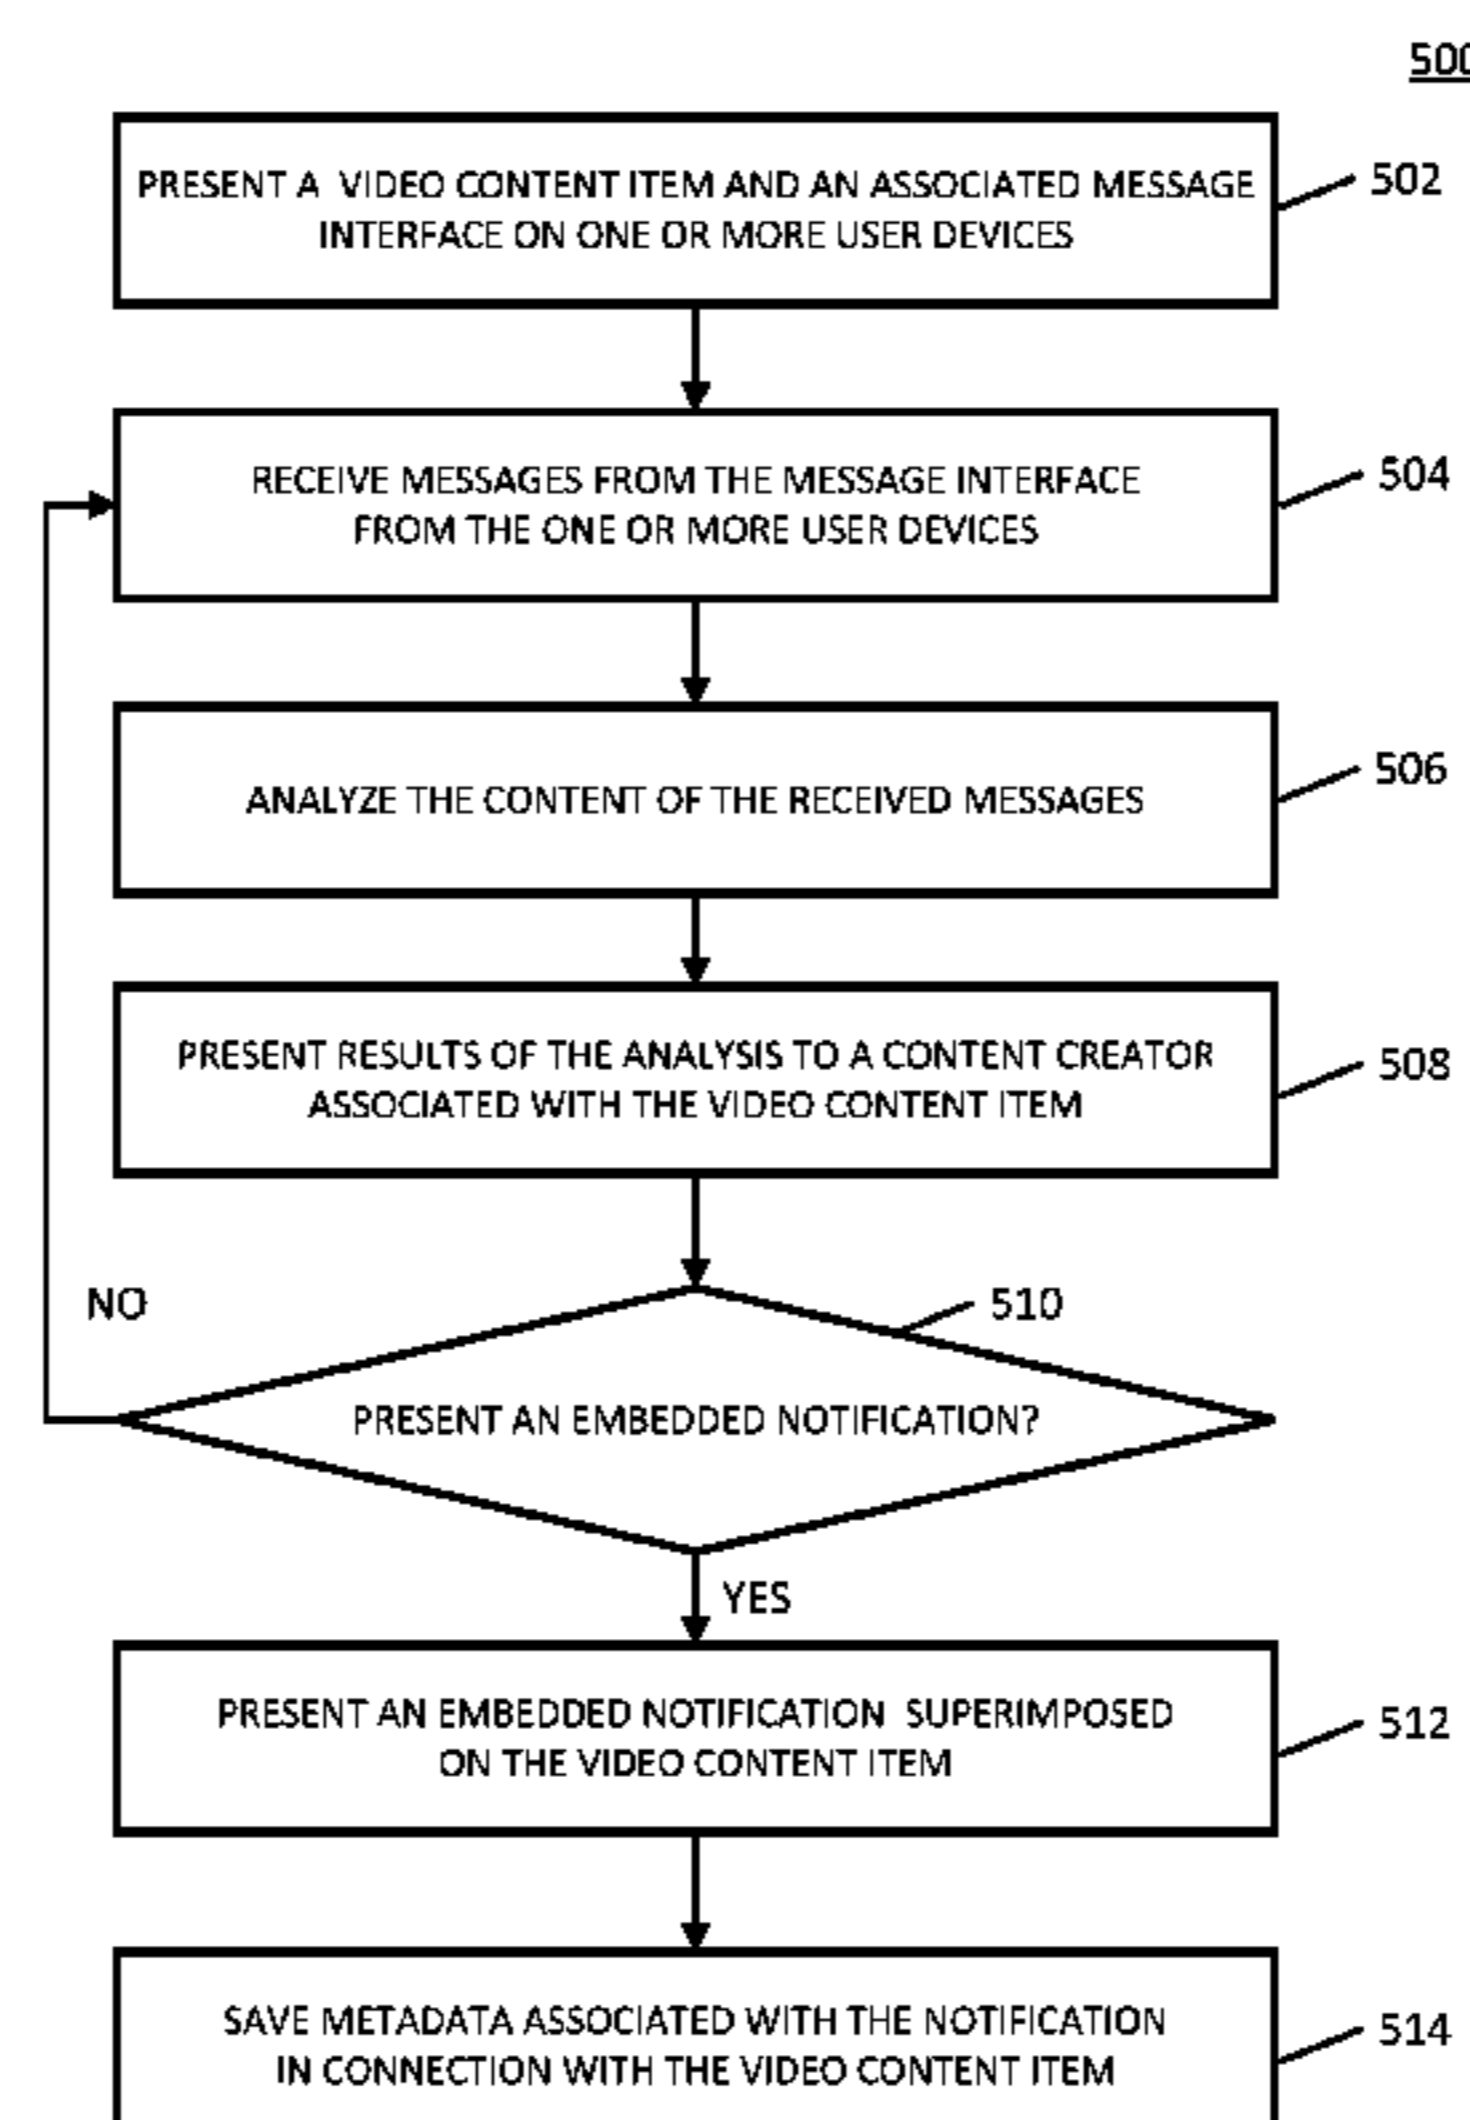 500
PRESENT A VIDEO CONTENT ITEM AND AN ASSOCIATED MESSAGE
INTERFACE ON ONE OR MORE USER DEVICES
502
RECEIVE MESSAGES FROM THE MESSAGE INTERFACE
FROM THE ONE OR MORE USER DEVICES
504
ANALYZE THE CONTENT OF THE RECEIVED MESSAGES
506
PRESENT RESULTS OF THE ANALYSIS TO A CONTENT CREATOR
ASSOCIATED WITH THE VIDEO CONTENT ITEM
508
NO
510
PRESENT AN EMBEDDED NOTIFICATION?
YES
PRESENT AN EMBEDDED NOTIFICATION SUPERIMPOSED
ON THE VIDEO CONTENT ITEM
512
SAVE METADATA ASSOCIATED WITH THE NOTIFICATION
IN CONNECTION WITH THE VIDEO CONTENT ITEM
514